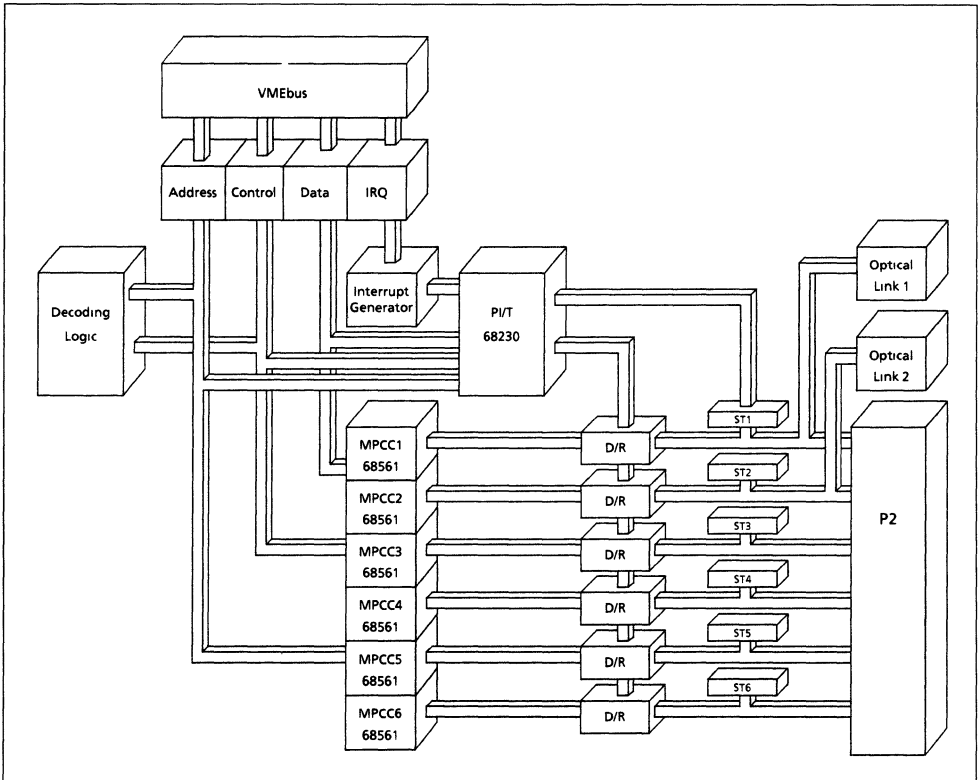 VMEbus
Address Control Data IRQ
Decoding
Logic
Interrupt
Generator
PI/T
68230
Optical
Link 1
Optical
Link 2
MPCC1
68561
MPCC2
68561
MPCC3
68561
MPCC4
68561
MPCC5
68561
MPCC6
68561
D/R
D/R
D/R
D/R
D/R
D/R
ST1
ST2
ST3
ST4
ST5
ST6
P2